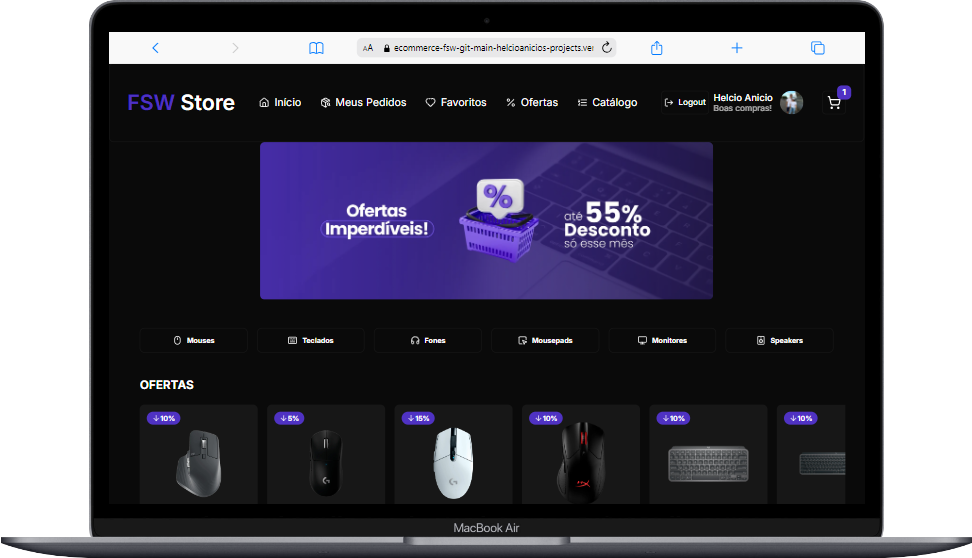 AA ecommerce-fsw-git-main-helcioanicios-projects.ver
FSW Store
Início
Meus Pedidos
Favoritos
Ofertas
Catálogo
Logout
Helcio Anicio
Boas compras!
1
Ofertas
Imperdíveis!
%
até 55%
Desconto
só esse mês
Mouses
Teclados
Fones
Mousepads
Monitores
Speakers
OFERTAS
10%
5%
15%
10%
10%
10%
MacBook Air